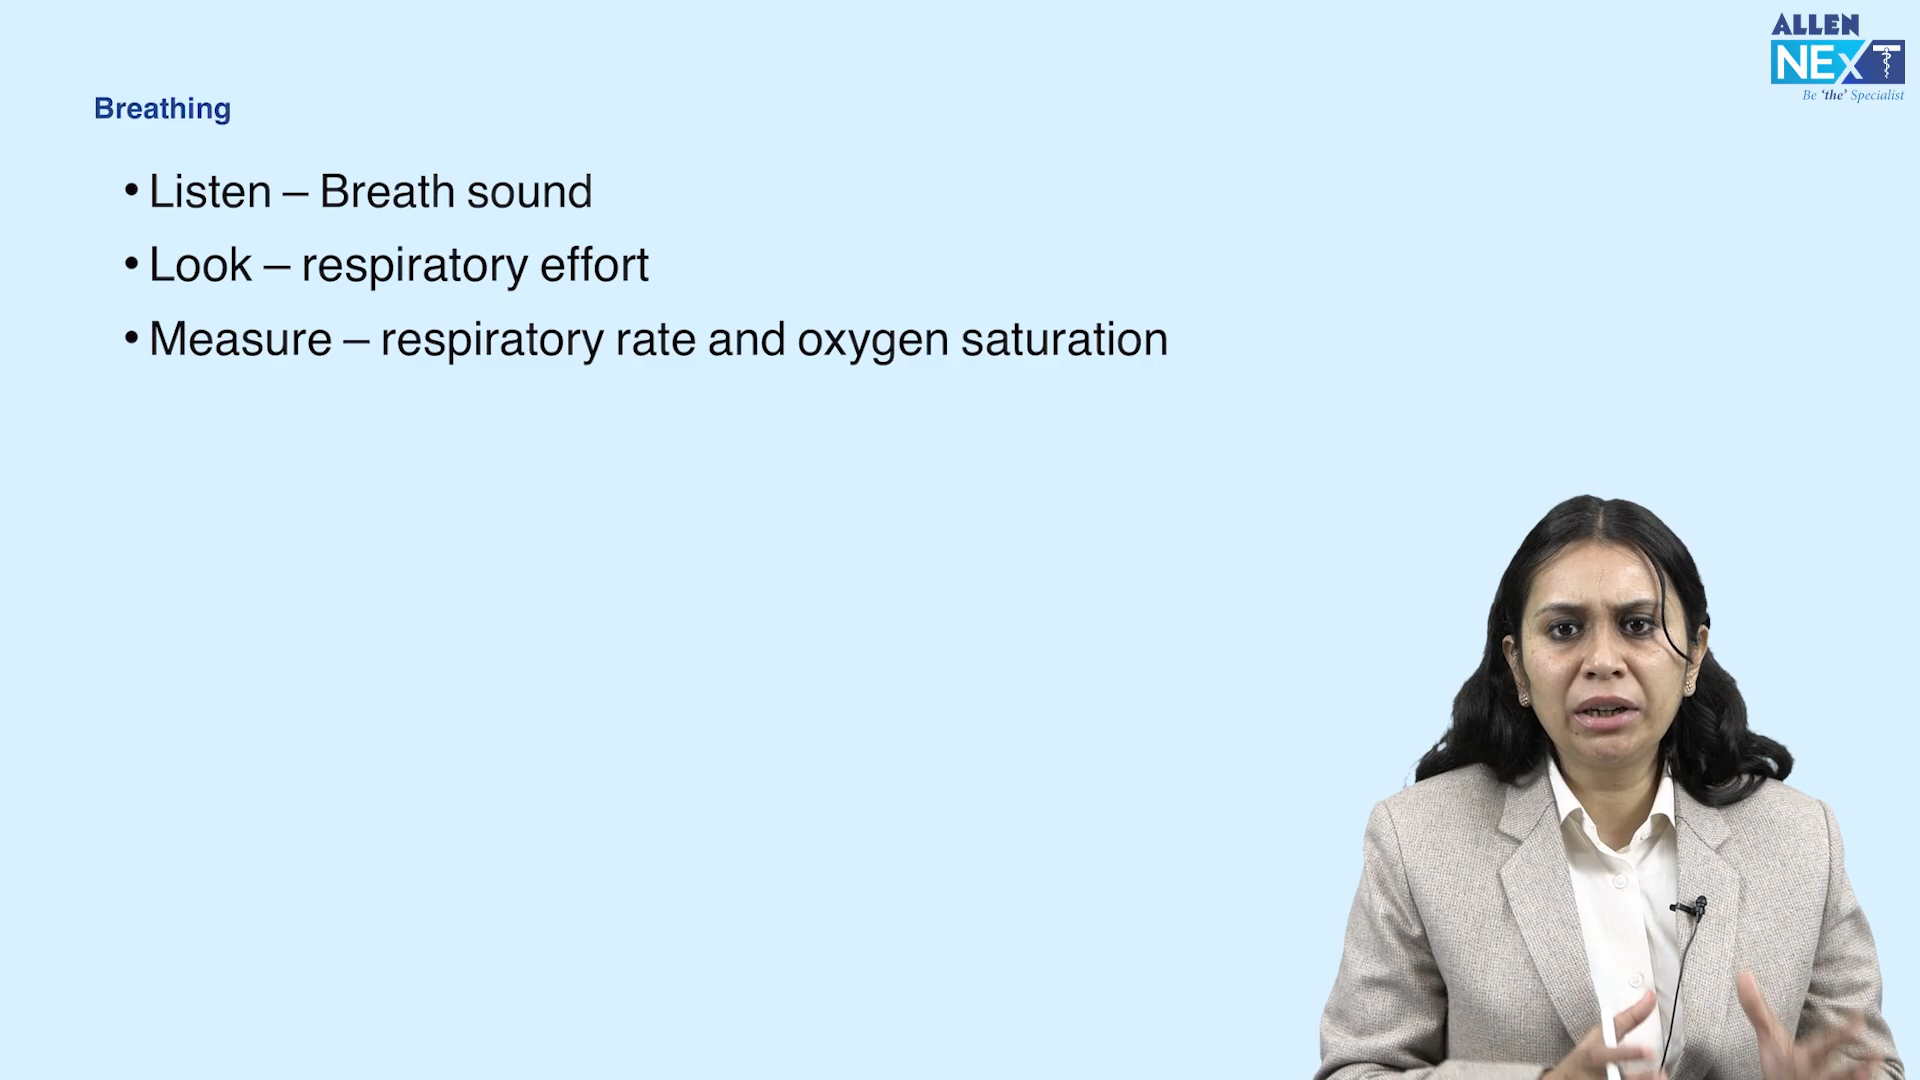 ALLEN
NEXT
Be 'the' Specialist
Breathing
• Listen – Breath sound
• Look – respiratory effort
• Measure – respiratory rate and oxygen saturation